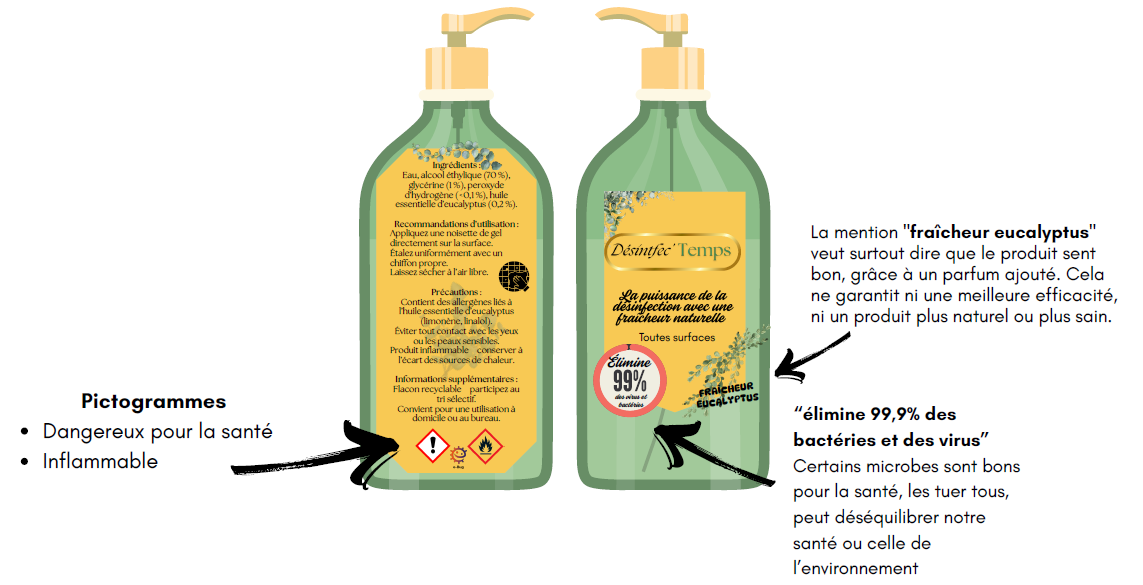 Ingrédients :
Eau, alcool éthylique (70 %),
glycérine (1 %), peroxyde
d'hydrogène (<0,1 %), huile
essentielle d'eucalyptus (0,2 %).
Recommandations d'utilisation :
Appliquez une noisette de gel
directement sur la surface.
Étalez uniformément avec un
chiffon propre.
Laissez sécher à l'air libre.
Précautions :
Contient des allergènes liés à
l'huile essentielle d'eucalyptus
(limonène, linalol).
Éviter tout contact avec les yeux
ou les peaux sensibles.
Produit inflammable conserver à
l'écart des sources de chaleur.
Informations supplémentaires :
Flacon recyclable participez au
tri sélectif.
Convient pour une utilisation à
domicile ou au bureau.
e-Bug
Désintfec' Temps
La puissance de la
désinfection avec une
fraîcheur naturelle
Toutes surfaces
Élimine
99%
des virus et
bactéries
FRAÎCHEUR
EUCALYPTUS
La mention "fraîcheur eucalyptus"
veut surtout dire que le produit sent
bon, grâce à un parfum ajouté. Cela
ne garantit ni une meilleure efficacité,
ni un produit plus naturel ou plus sain.
Pictogrammes
• Dangereux pour la santé
• Inflammable
“élimine 99,9% des
bactéries et des virus”
Certains microbes sont bons
pour la santé, les tuer tous,
peut déséquilibrer notre
santé ou celle de
l’environnement